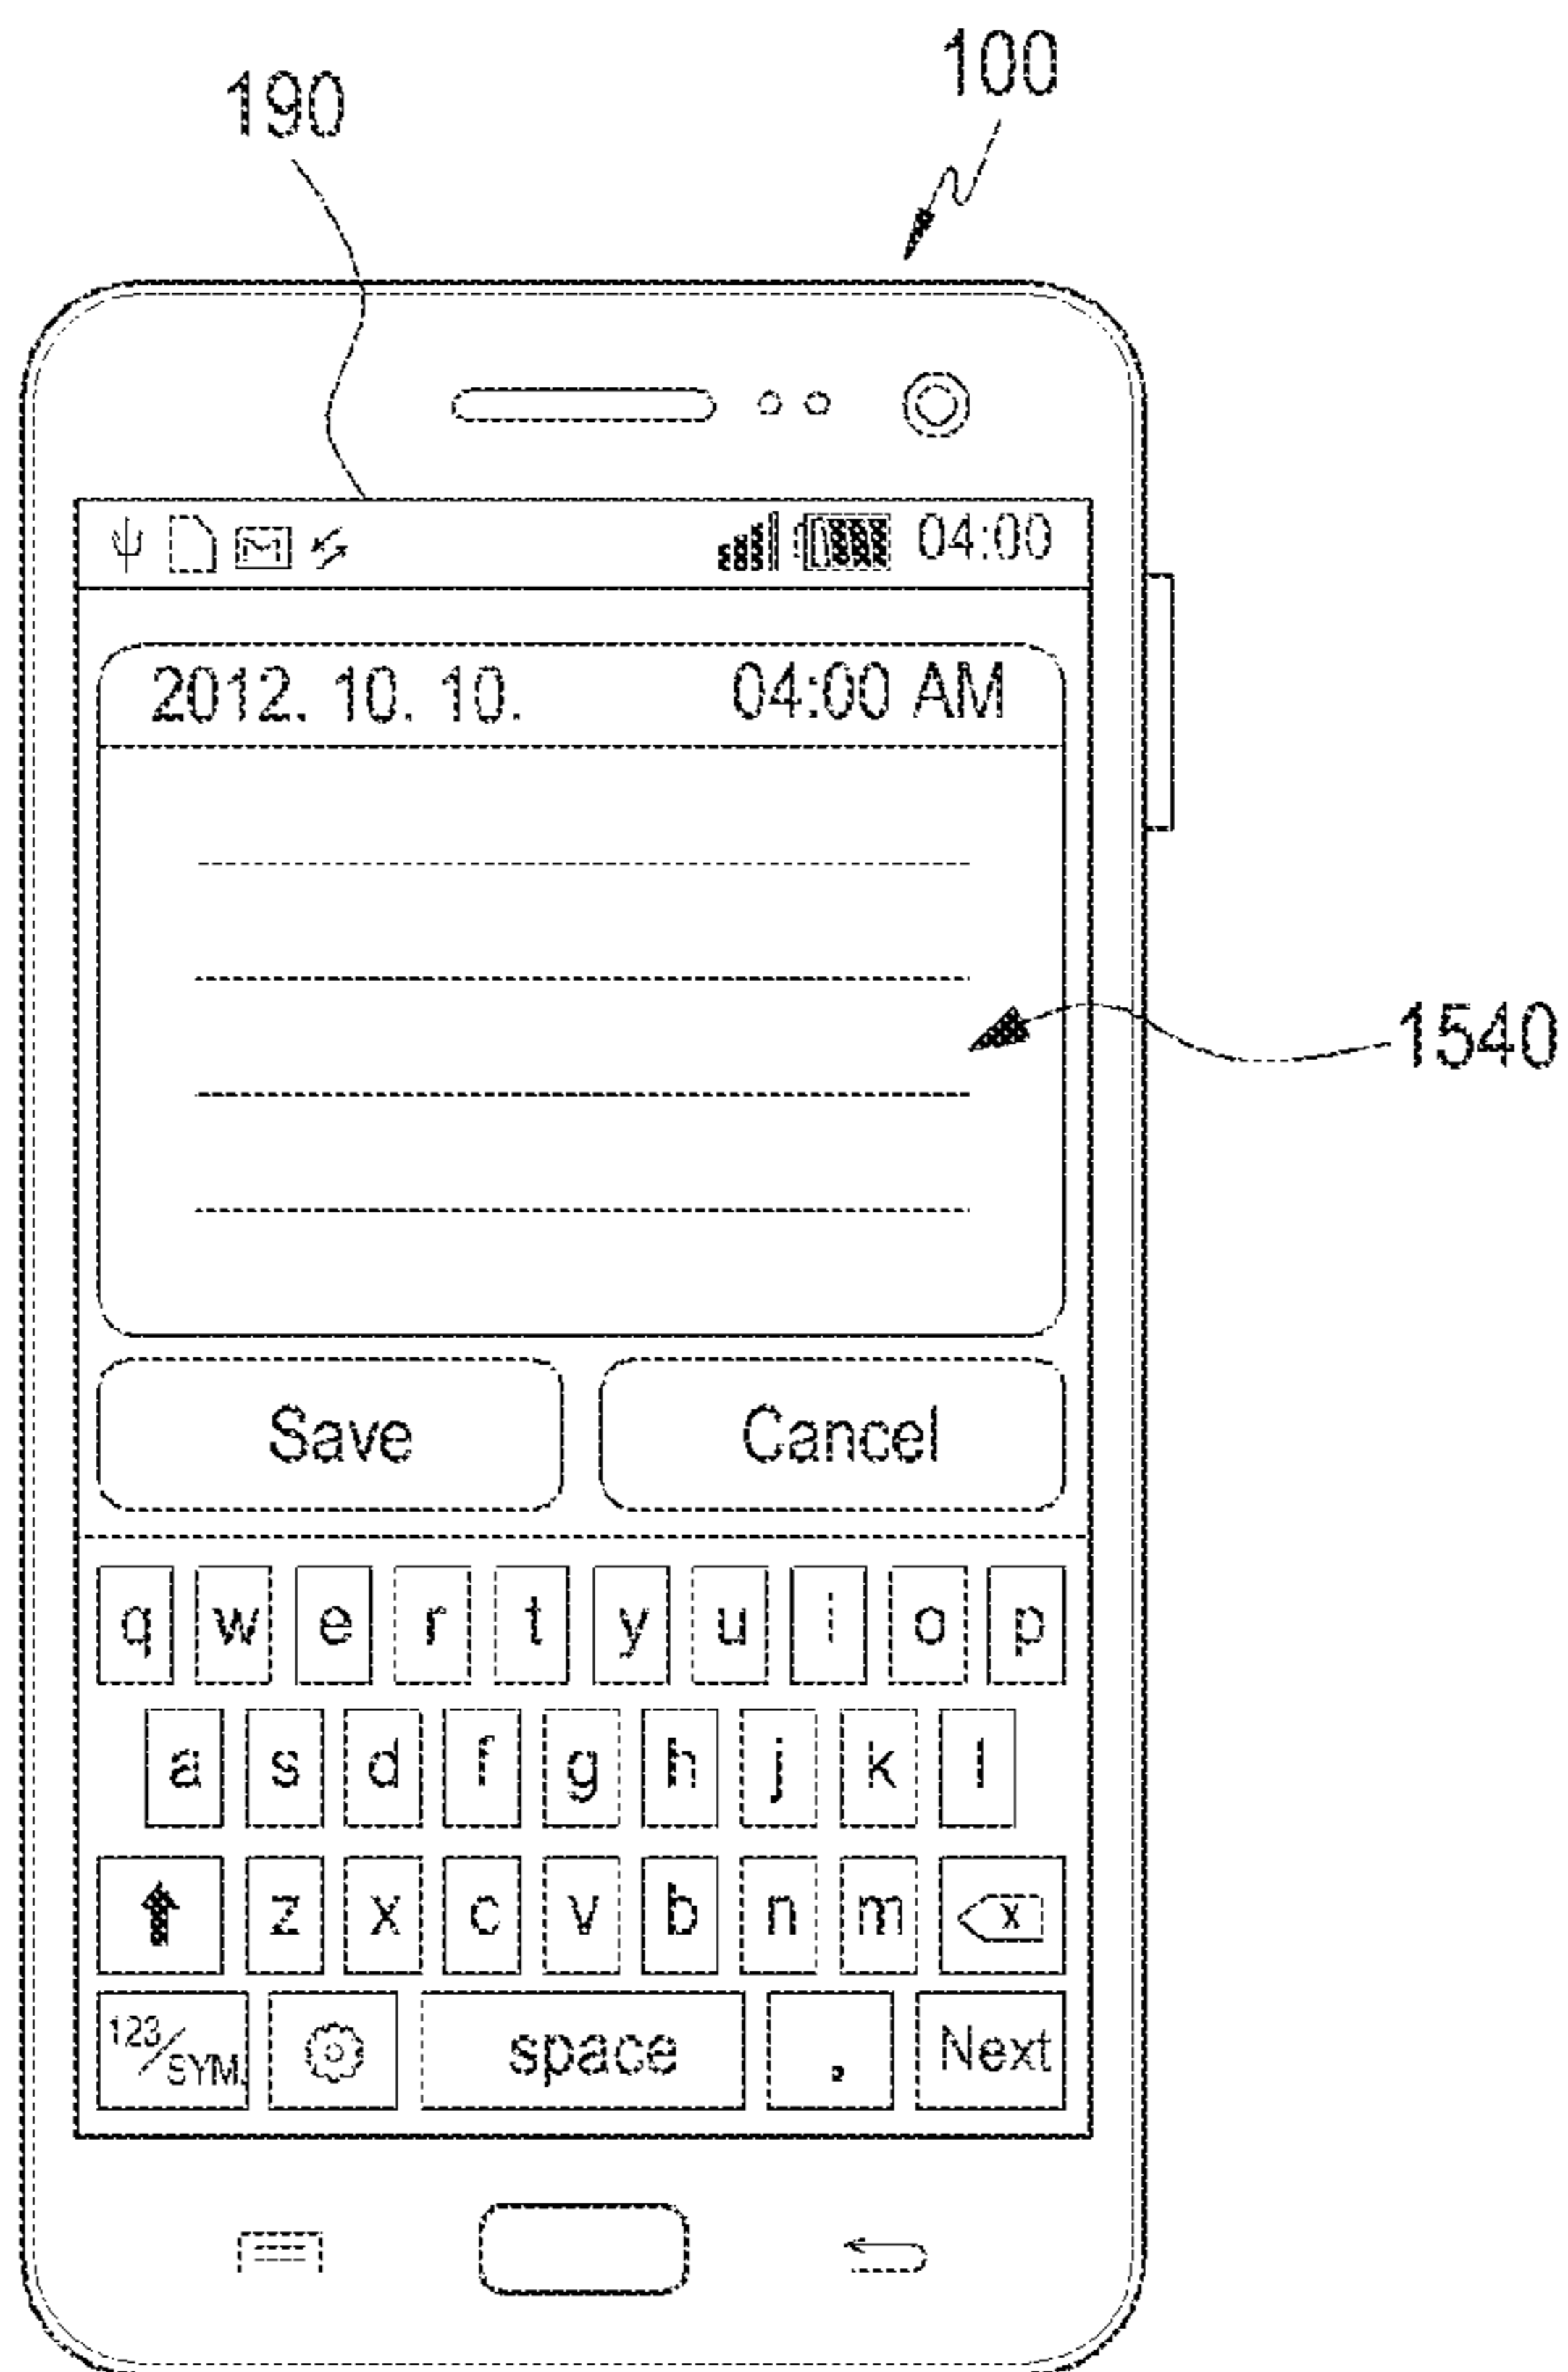 100
190
04:00
2012. 10. 10. 04:00 AM
1540
Save Cancel
q w e r t y u i o p
a s d f g h j k l
z x c v b n m x
123/SYM. space . Next